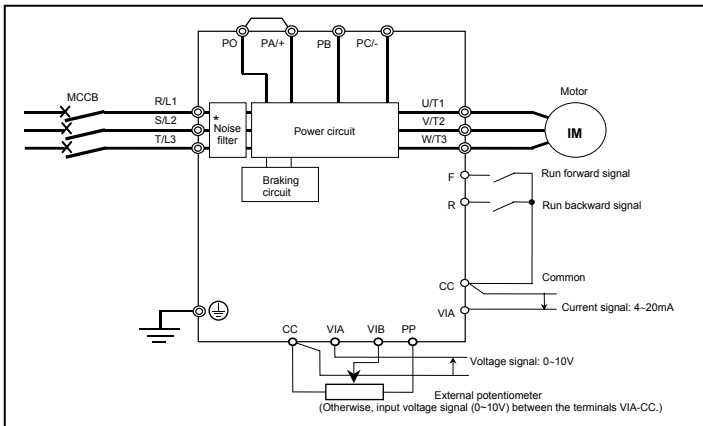 PO PA/+ PB PC/-
MCCB
R/L1
S/L2
T/L3
*
Noise
filter
Power circuit
Braking
circuit
U/T1
V/T2
W/T3
Motor
IM
F
Run forward signal
R
Run backward signal
Common
CC
VIA
Current signal: 4~20mA
CC VIA VIB PP
Voltage signal: 0~10V
External potentiometer
(Otherwise, input voltage signal (0~10V) between the terminals VIA-CC.)